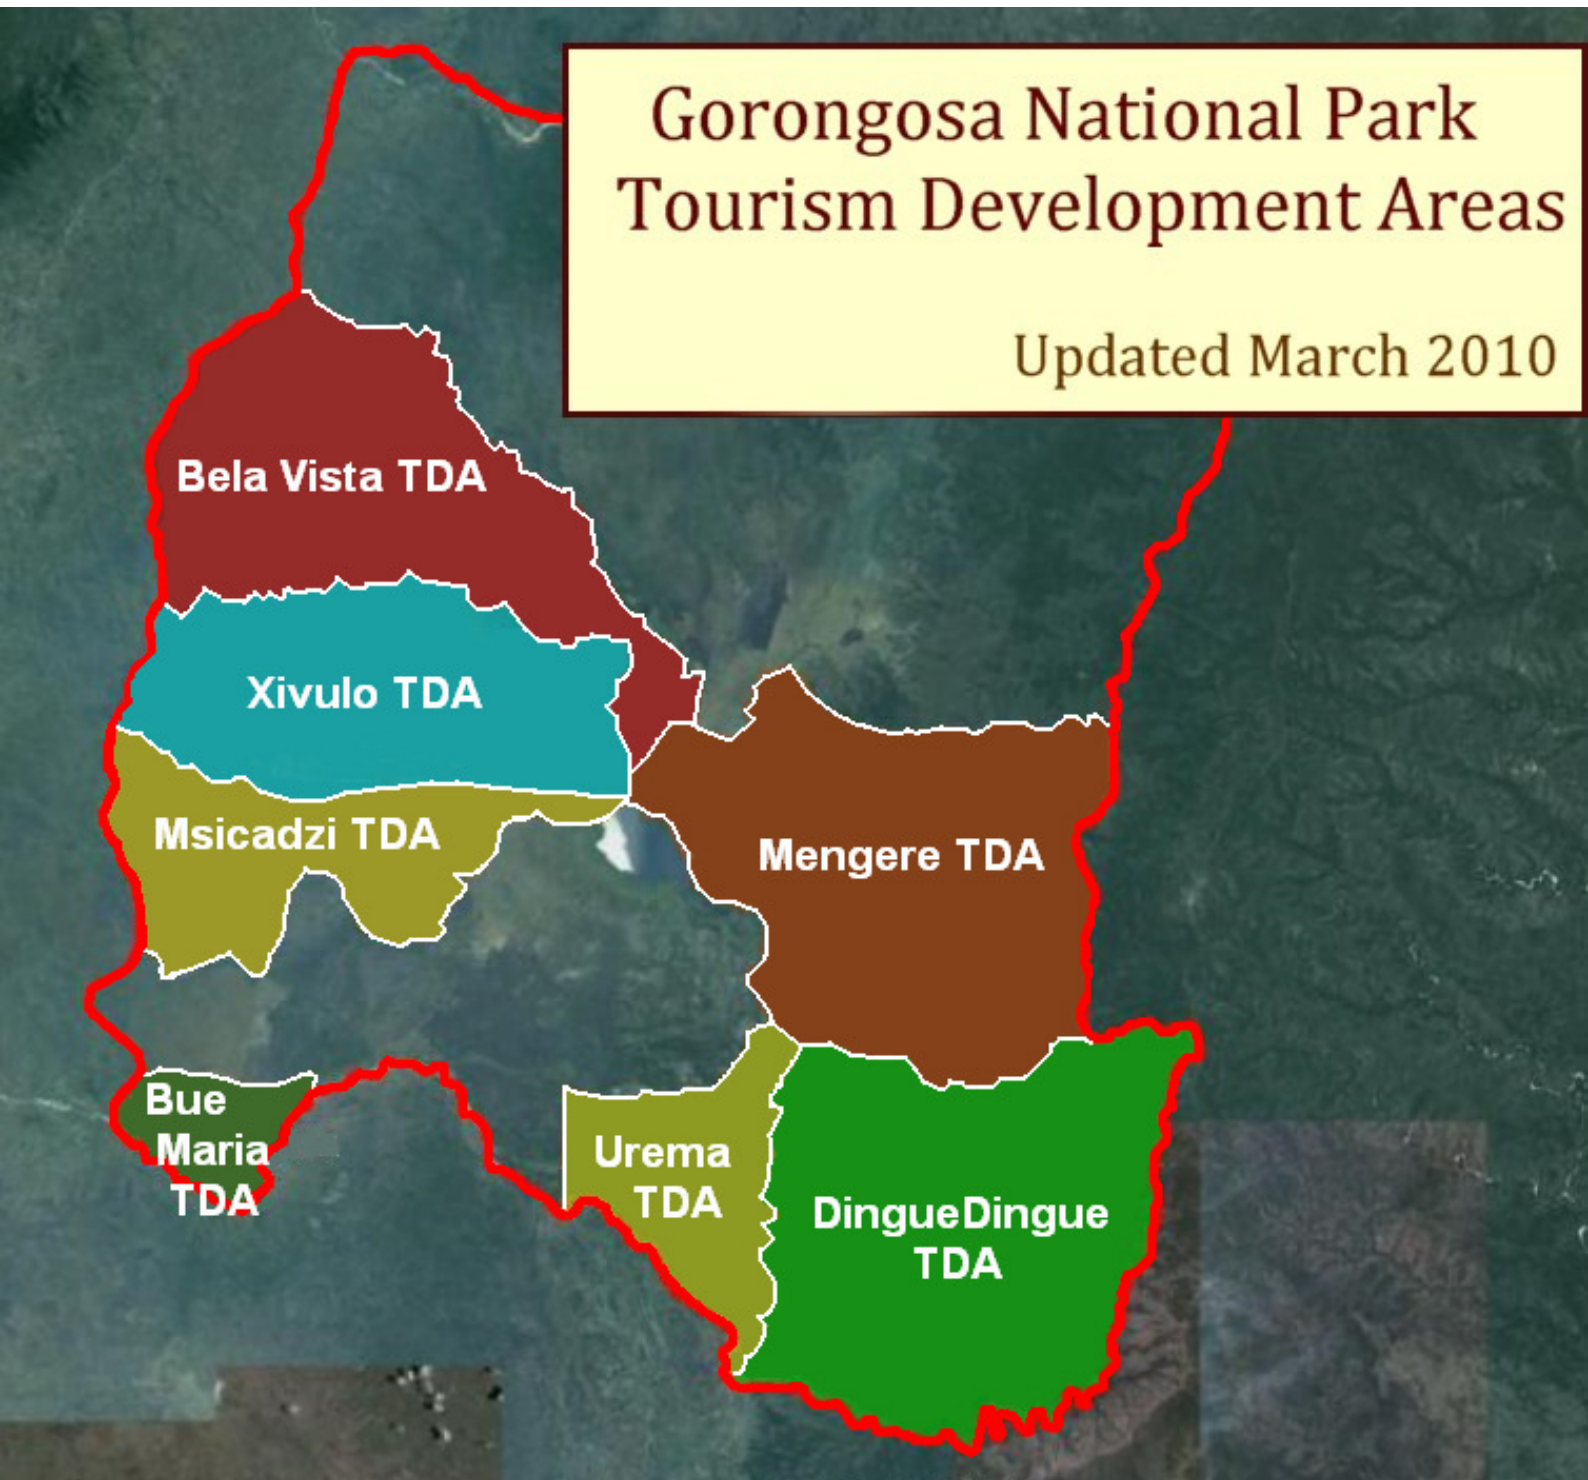 Gorongosa National Park
Tourism Development Areas
Updated March 2010
Bela Vista TDA
Xivulo TDA
Msicadzi TDA
Mengere TDA
Bue
Maria
TDA
Urema
TDA
DingueDingue
TDA